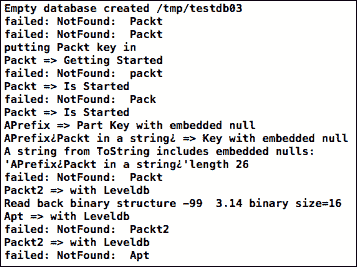 Empty database created /tmp/testdb03
failed: NotFound:  Packt
failed: NotFound:  Packt
putting Packt key in
Packt => Getting Started
failed: NotFound:  packt
Packt => Is Started
failed: NotFound:  Pack
Packt => Is Started
APrefix => Part Key with embedded null
APrefix¿Packt in a string¿ => Key with embedded null
A string from ToString includes embedded nulls:
'APrefix¿Packt in a string¿'length 26
failed: NotFound:  Packt
Packt2 => with Leveldb
Read back binary structure -99  3.14 binary size=16
Apt => with Leveldb
failed: NotFound:  Packt2
Packt2 => with Leveldb
failed: NotFound:  Apt